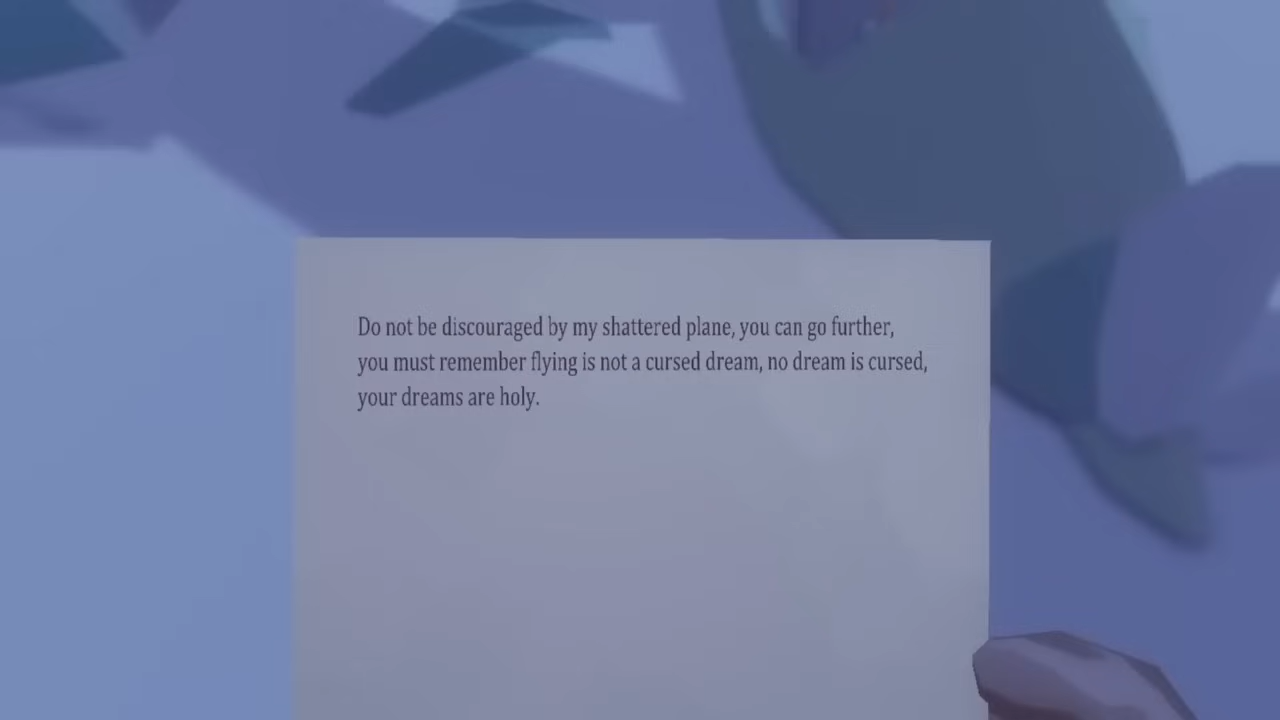 Do not be discouraged by my shattered plane, you can go further,
you must remember flying is not a cursed dream, no dream is cursed,
your dreams are holy.